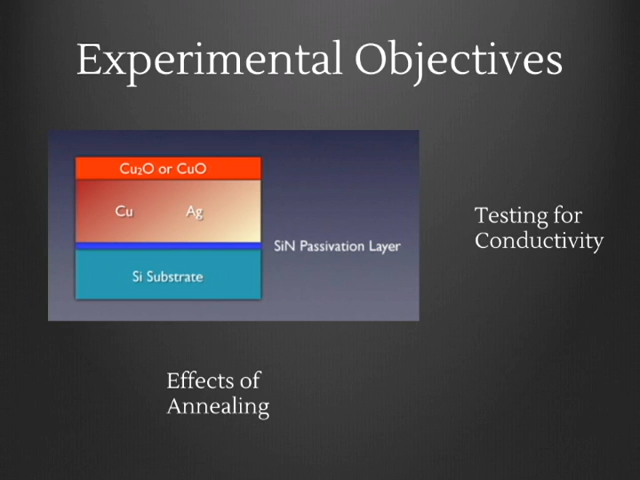 Experimental Objectives
Cu₂O or CuO
Cu Ag
SiN Passivation Layer
Si Substrate
Testing for
Conductivity
Effects of
Annealing